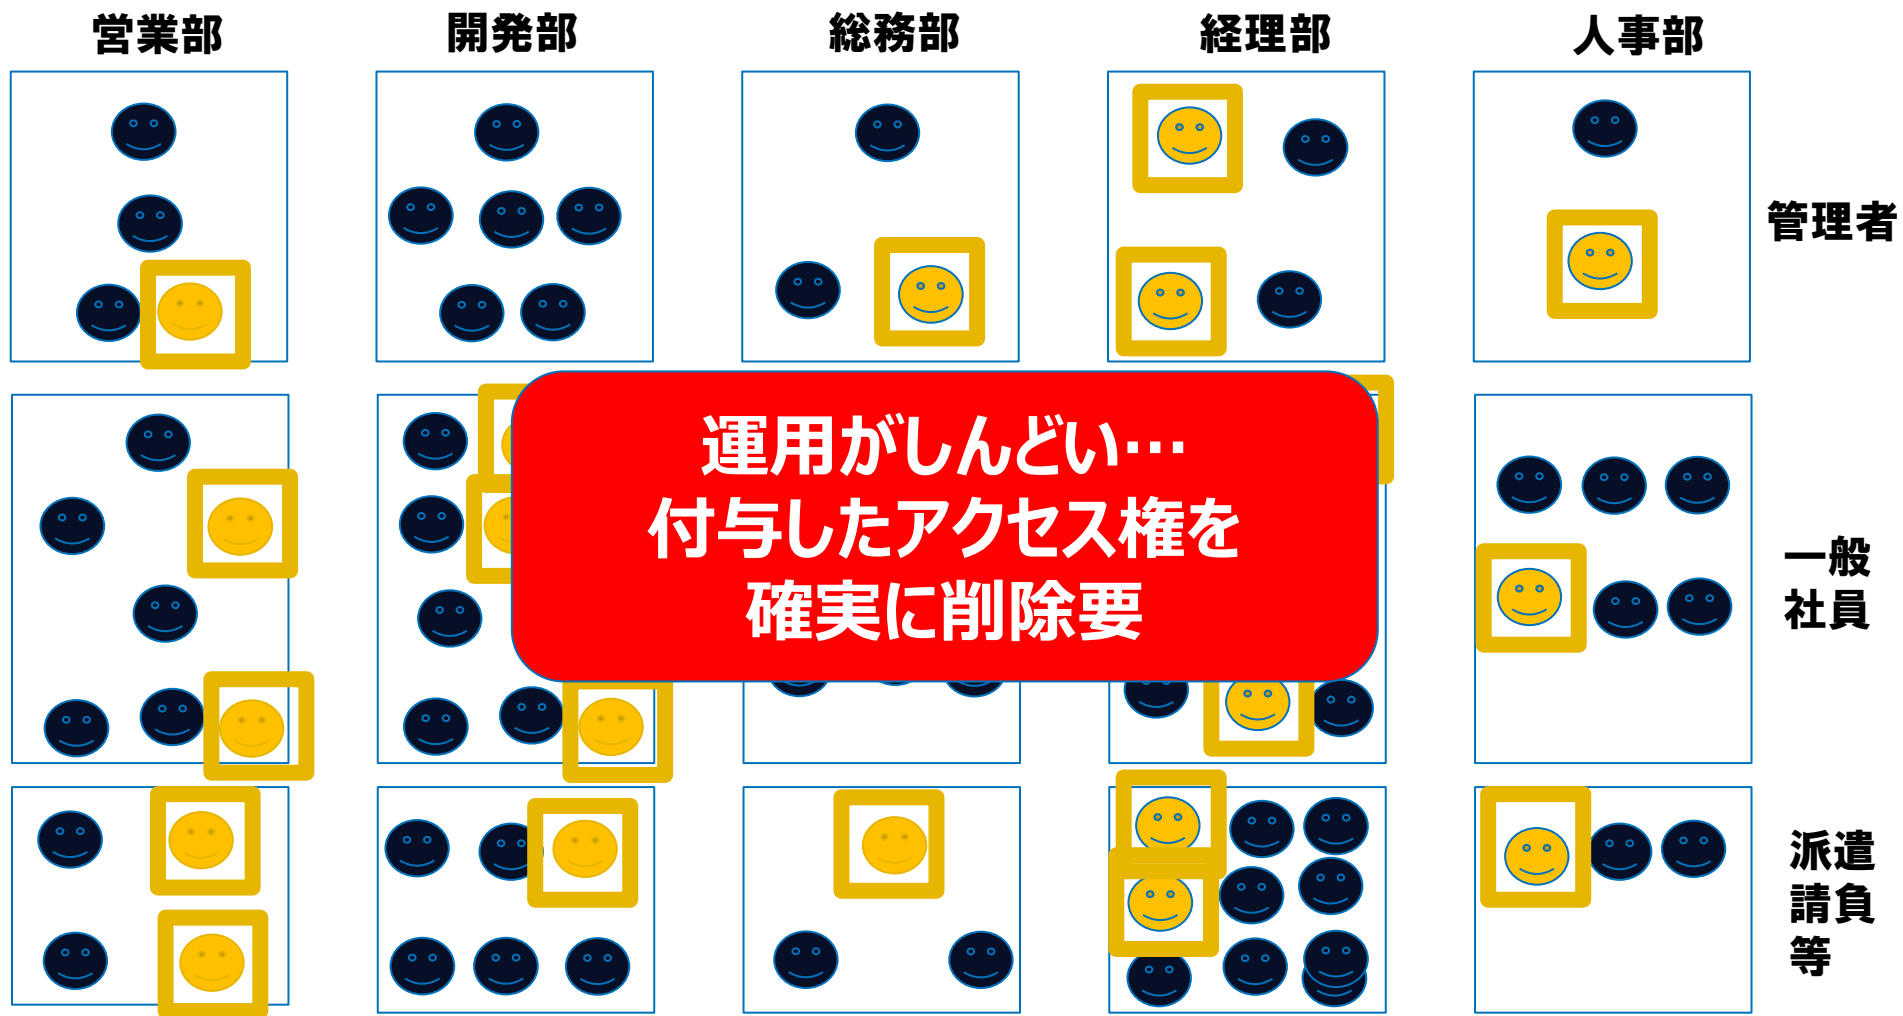 営業部
開発部
総務部
経理部
人事部
管理者
運用がしんどい…
付与したアクセス権を
確実に削除要
一般
社員
派遣
請負
等